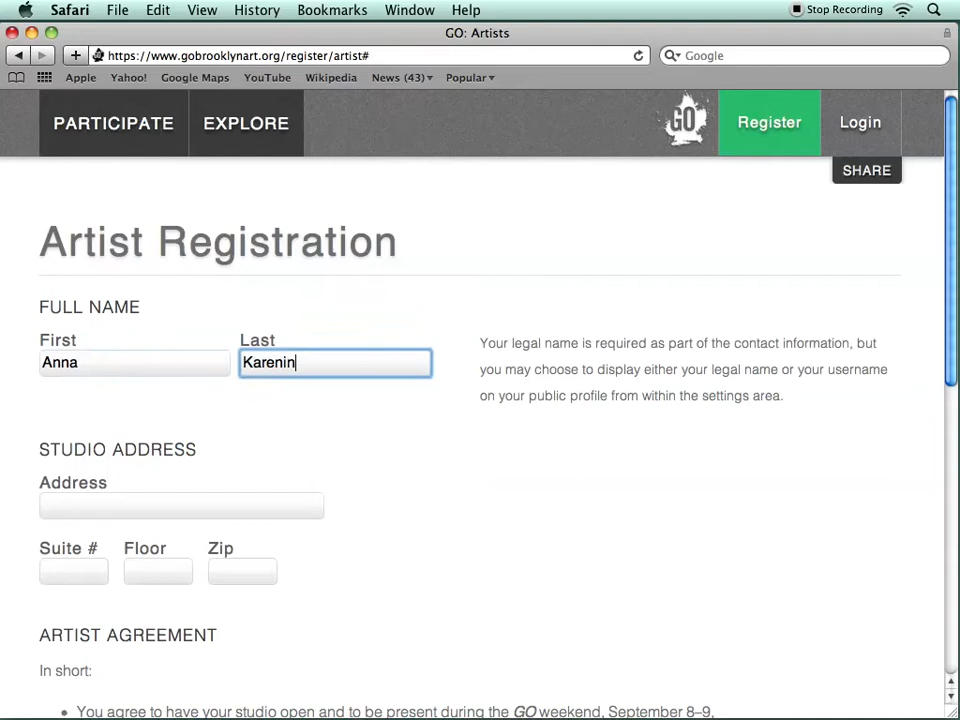 Safari File Edit View History Bookmarks Window Help Stop Recording
GO: Artists
https://www.gobrooklynart.org/register/artist# Google
Apple Yahoo! Google Maps YouTube Wikipedia News (43) Popular
PARTICIPATE EXPLORE GO Register Login
SHARE
Artist Registration
FULL NAME
First Last
Anna Karenin
Your legal name is required as part of the contact information, but
you may choose to display either your legal name or your username
on your public profile from within the settings area.
STUDIO ADDRESS
Address
Suite # Floor Zip
ARTIST AGREEMENT
In short:
• You agree to have your studio open and to be present during the GO weekend, September 8–9,